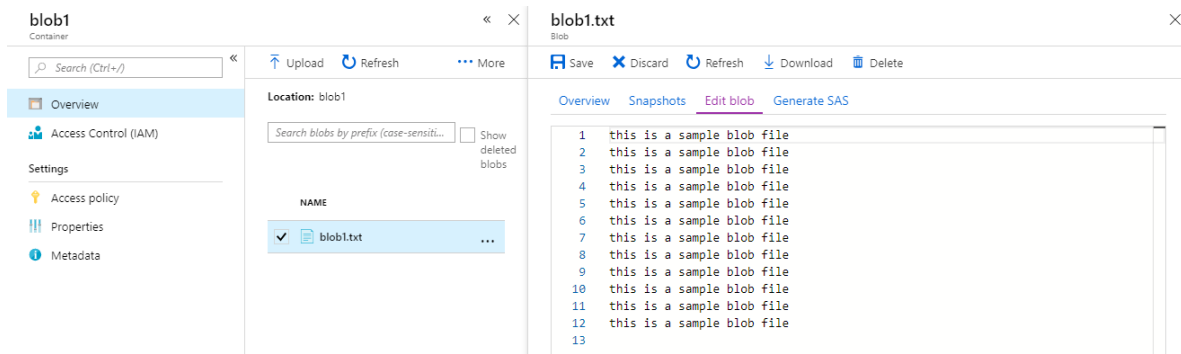 blob1
Container
Search (Ctrl+/)
Overview
Access Control (IAM)
Settings
Access policy
Properties
Metadata
Upload Refresh More
Location: blob1
Search blobs by prefix (case-sensiti...
Show
deleted
blobs
NAME
blob1.txt
blob1.txt
Blob
Save Discard Refresh Download Delete
Overview Snapshots Edit blob Generate SAS
1 this is a sample blob file
2 this is a sample blob file
3 this is a sample blob file
4 this is a sample blob file
5 this is a sample blob file
6 this is a sample blob file
7 this is a sample blob file
8 this is a sample blob file
9 this is a sample blob file
10 this is a sample blob file
11 this is a sample blob file
12 this is a sample blob file
13